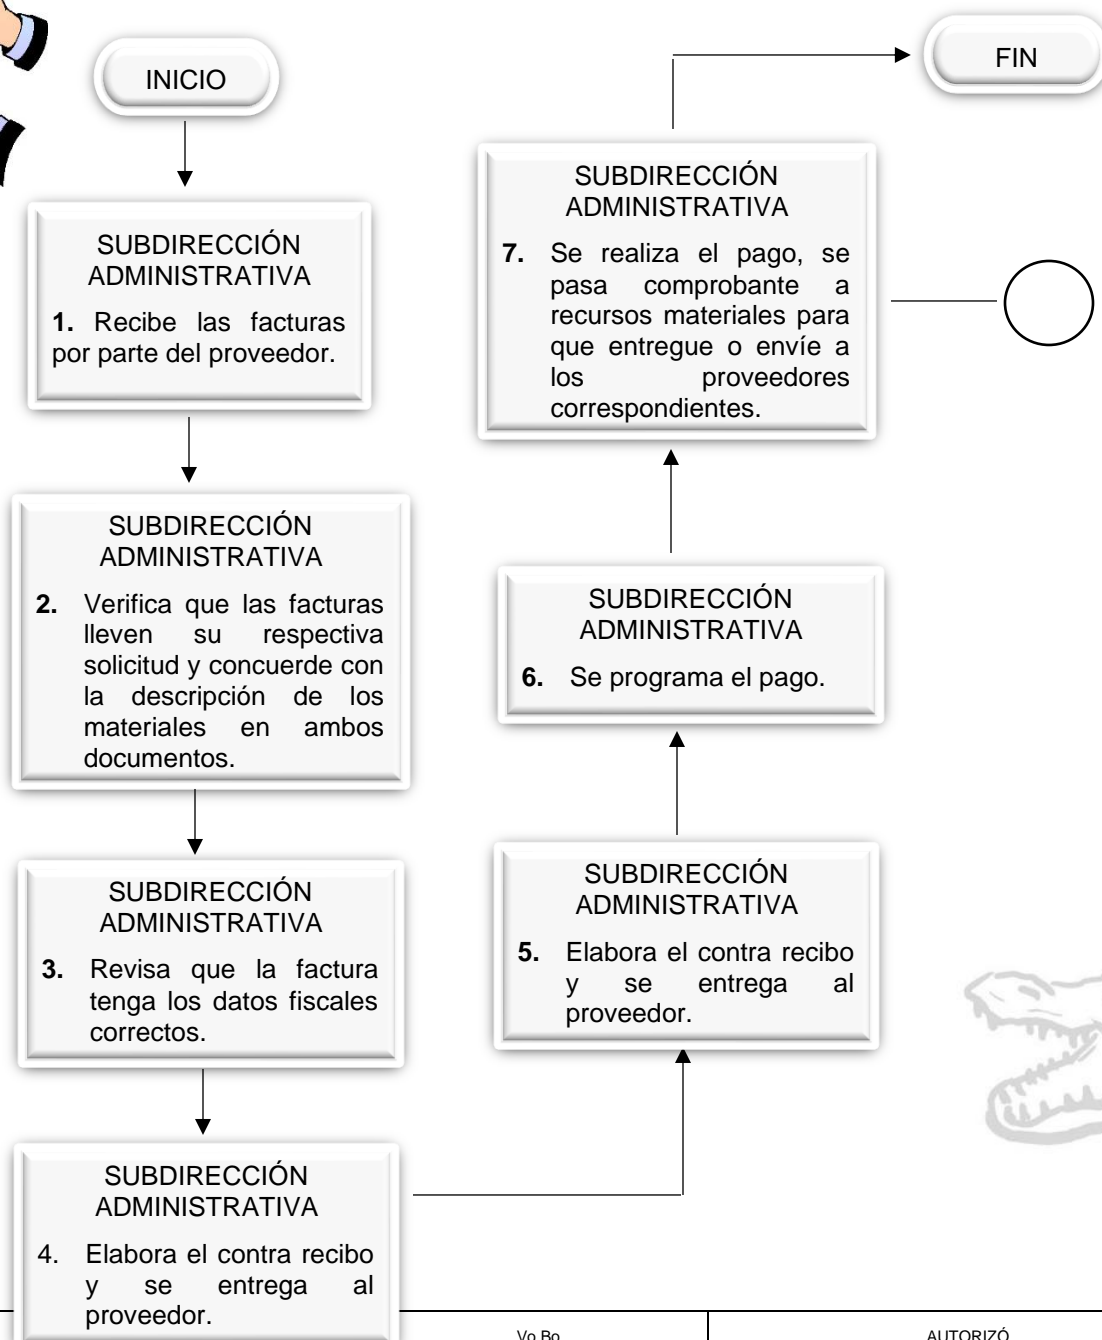 INICIO
SUBDIRECCIÓN
ADMINISTRATIVA
1. Recibe las facturas
por parte del proveedor.
SUBDIRECCIÓN
ADMINISTRATIVA
2. Verifica que las facturas
lleven su respectiva
solicitud y concuerde con
la descripción de los
materiales en ambos
documentos.
SUBDIRECCIÓN
ADMINISTRATIVA
3. Revisa que la factura
tenga los datos fiscales
correctos.
SUBDIRECCIÓN
ADMINISTRATIVA
4. Elabora el contra recibo
y se entrega al
proveedor.
SUBDIRECCIÓN
ADMINISTRATIVA
5. Elabora el contra recibo
y se entrega al
proveedor.
SUBDIRECCIÓN
ADMINISTRATIVA
6. Se programa el pago.
SUBDIRECCIÓN
ADMINISTRATIVA
7. Se realiza el pago, se
pasa comprobante a
recursos materiales para
que entregue o envíe a
los proveedores
correspondientes.
FIN
Vo Bo
AUTORIZÓ